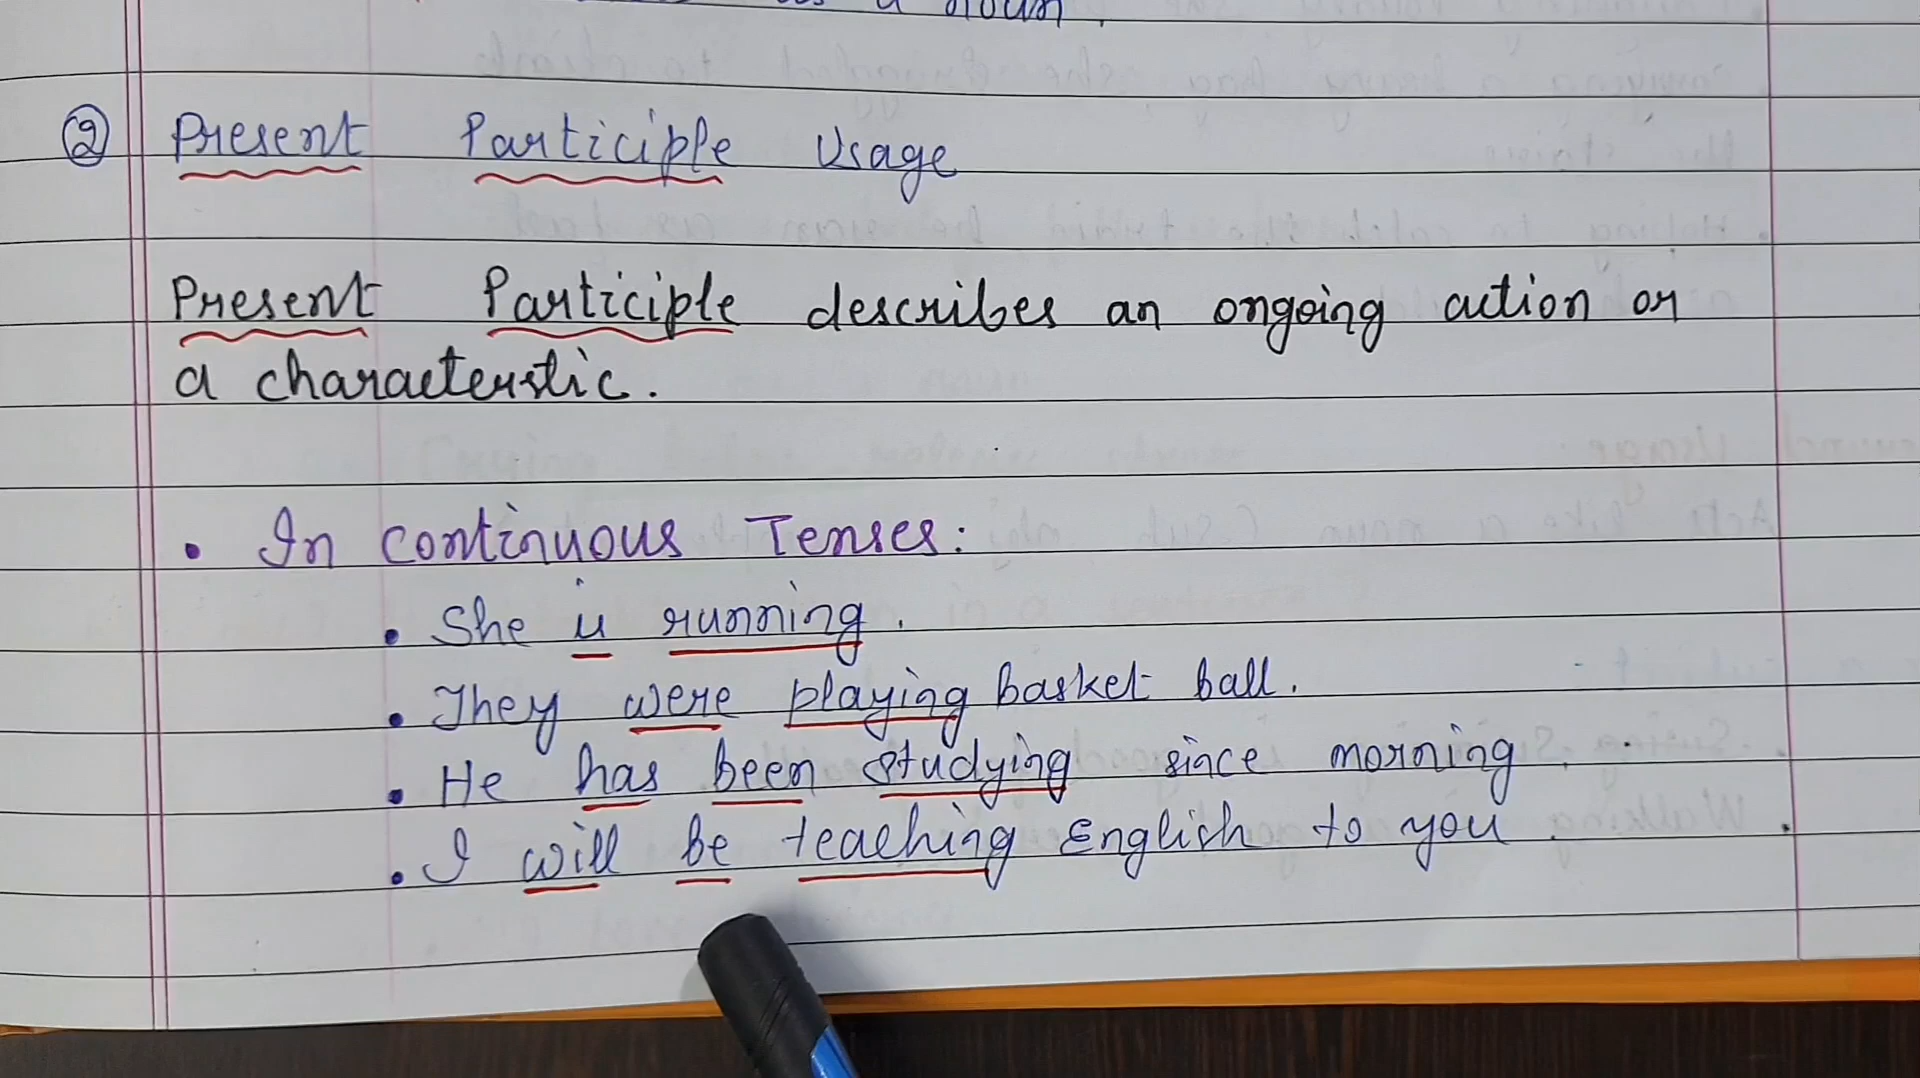 a noun.
② Present Participle Usage
Present Participle describes an ongoing action or
a characteristic.
• In continuous Tenses:
• She is running.
• They were playing basket ball.
• He has been studying since morning.
• I will be teaching English to you.